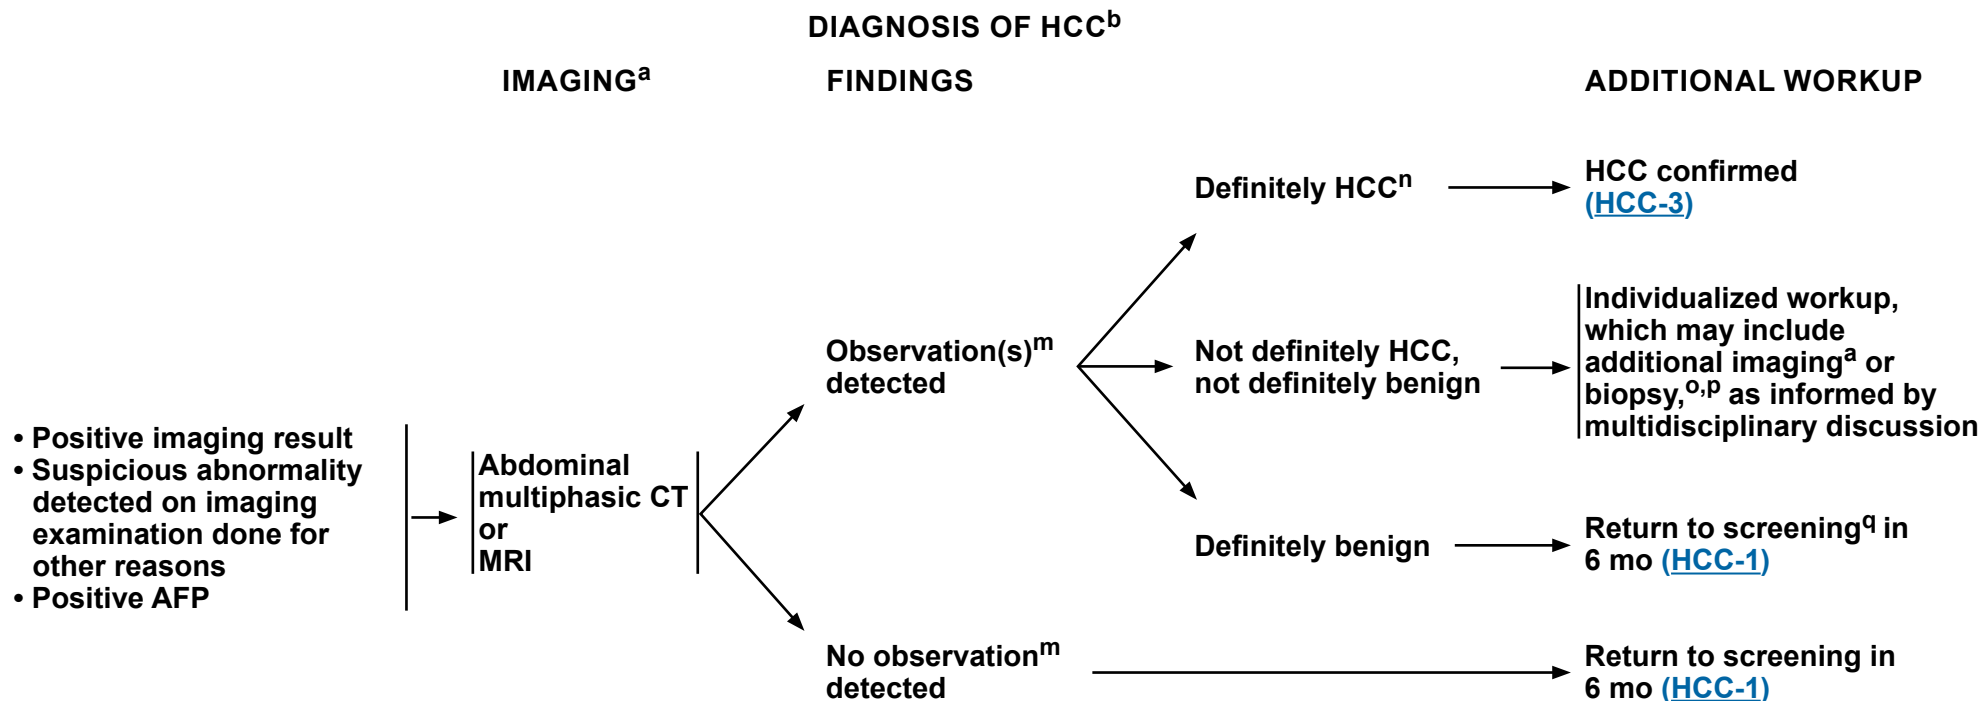 DIAGNOSIS OF HCCb
IMAGINGa
FINDINGS
ADDITIONAL WORKUP
• Positive imaging result
• Suspicious abnormality
detected on imaging
examination done for
other reasons
• Positive AFP
Abdominal
multiphasic CT
or
MRI
Observation(s)m
detected
Definitely HCCn
HCC confirmed
(HCC-3)
Not definitely HCC,
not definitely benign
Individualized workup,
which may include
additional imaginga or
biopsy,o,p as informed by
multidisciplinary discussion
Definitely benign
Return to screeningq in
6 mo (HCC-1)
No observationm
detected
Return to screening in
6 mo (HCC-1)